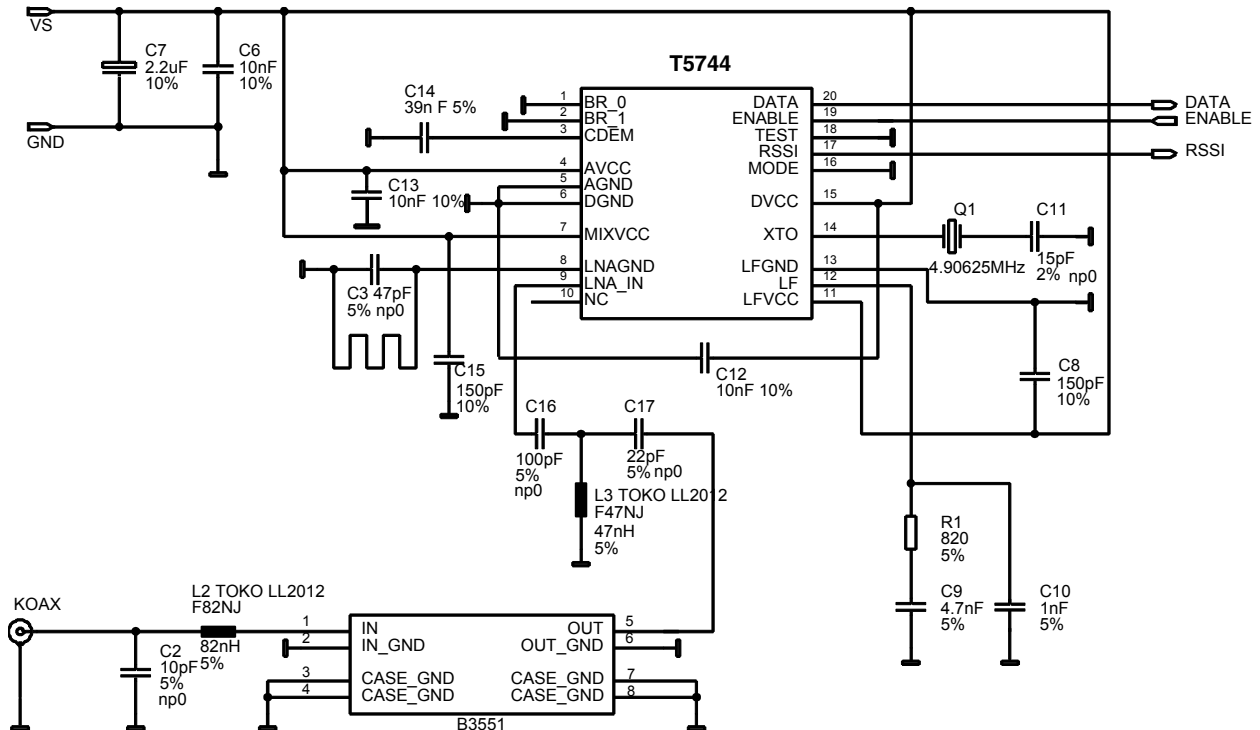 VS
C7
2.2uF
10%
C6
10nF
10%
GND
T5744
C14
39n F 5%
1 BR_0
2 BR_1
3 CDEM
4 AVCC
5 AGND
6 DGND
7 MIXVCC
8 LNAGND
9 LNA_IN
10 NC
DATA 20
ENABLE 19
TEST 18
RSSI 17
MODE 16
DVCC 15
XTO 14
LFGND 13
LF 12
LFVCC 11
DATA
ENABLE
RSSI
C13
10nF 10%
Q1
4.90625MHz
C11
15pF
2% np0
C3 47pF
5% np0
C15
150pF
10%
C12
10nF 10%
C8
150pF
10%
C16
100pF
5%
np0
C17
22pF
5% np0
L3 TOKO LL2012
F47NJ
47nH
5%
R1
820
5%
C9
4.7nF
5%
C10
1nF
5%
KOAX
L2 TOKO LL2012
F82NJ
82nH
5%
C2
10pF
5%
np0
1 IN
2 IN_GND
3 CASE_GND
4 CASE_GND
OUT 5
OUT_GND 6
CASE_GND 7
CASE_GND 8
B3551